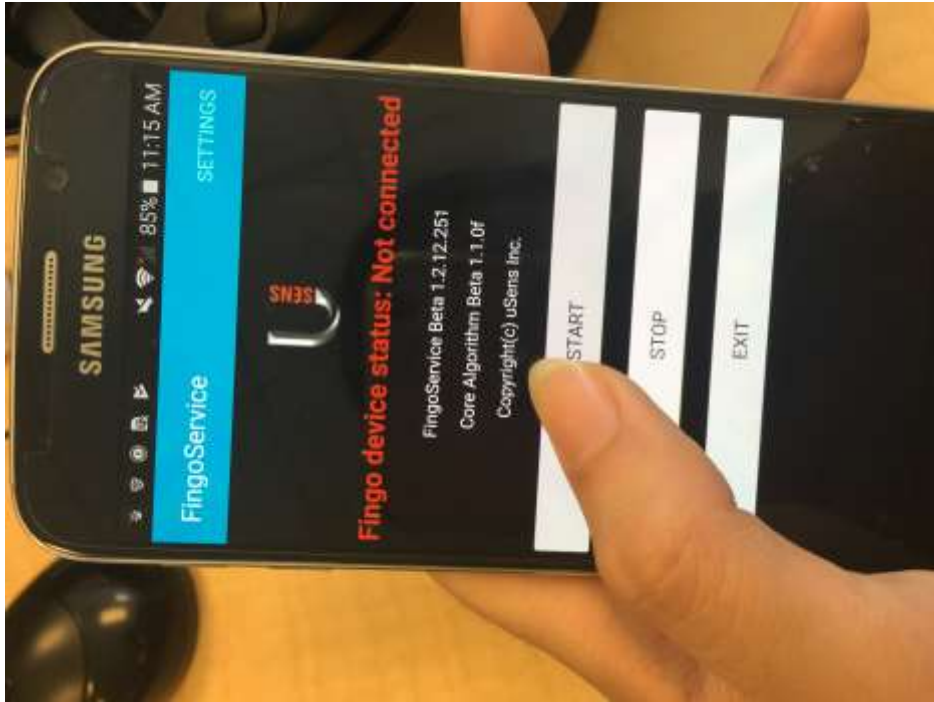 SAMSUNG
85% 11:15 AM
FingoService SETTINGS
SENS
Fingo device status: Not connected
FingoService Beta 1.2.12.251
Core Algorithm Beta 1.1.0f
Copyright(c) uSens Inc.
START
STOP
EXIT